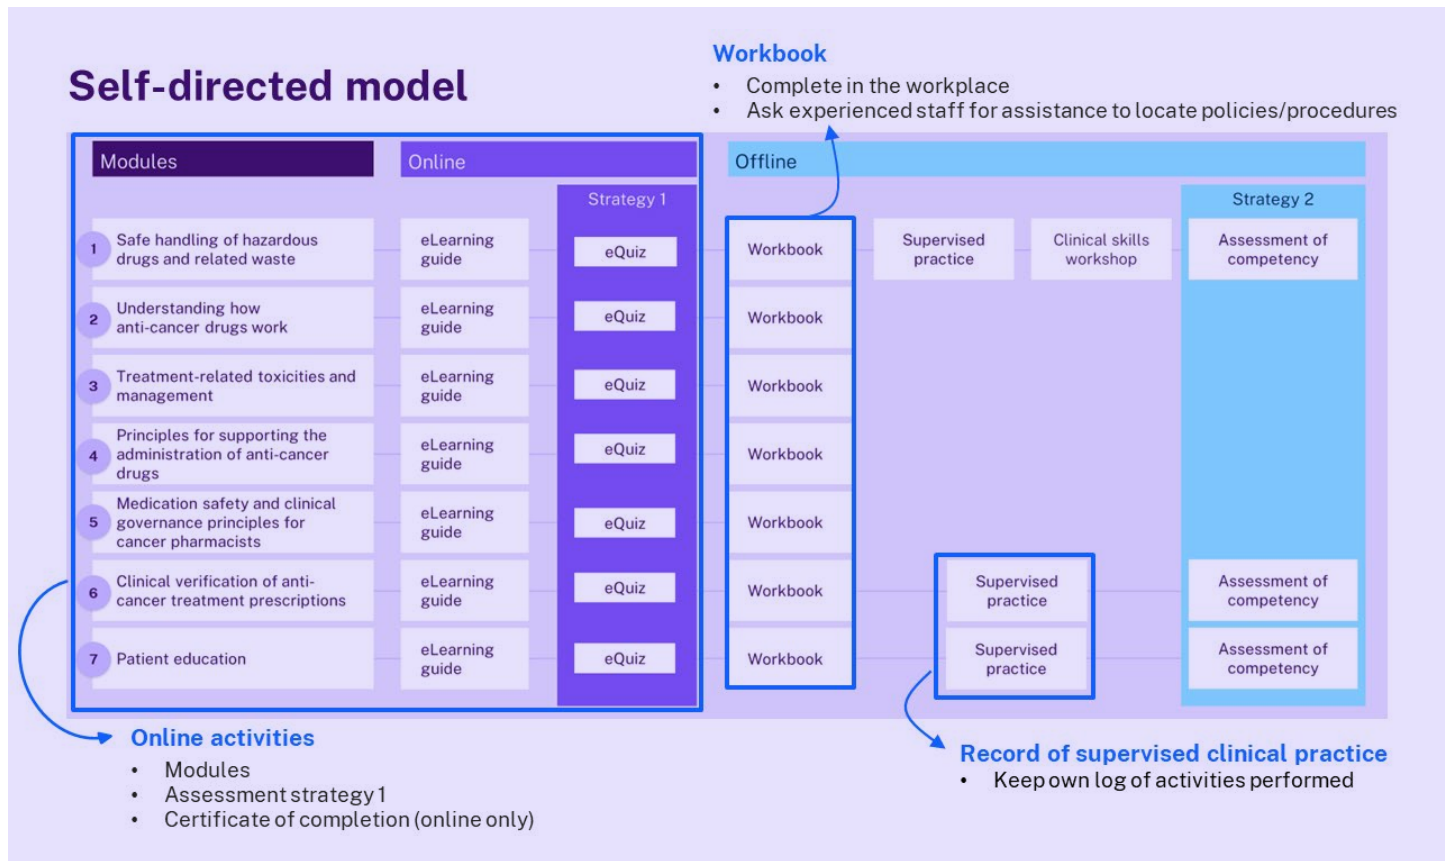 Self-directed model
Workbook
• Complete in the workplace
• Ask experienced staff for assistance to locate policies/procedures
Modules
Online
Offline
Strategy 1
Strategy 2
1
Safe handling of hazardous
drugs and related waste
eLearning
guide
eQuiz
Workbook
Supervised
practice
Clinical skills
workshop
Assessment of
competency
2
Understanding how
anti-cancer drugs work
eLearning
guide
eQuiz
Workbook
3
Treatment-related toxicities and
management
eLearning
guide
eQuiz
Workbook
4
Principles for supporting the
administration of anti-cancer
drugs
eLearning
guide
eQuiz
Workbook
5
Medication safety and clinical
governance principles for
cancer pharmacists
eLearning
guide
eQuiz
Workbook
6
Clinical verification of anti-
cancer treatment prescriptions
eLearning
guide
eQuiz
Workbook
Supervised
practice
Assessment of
competency
7
Patient education
eLearning
guide
eQuiz
Workbook
Supervised
practice
Assessment of
competency
Online activities
• Modules
• Assessment strategy 1
• Certificate of completion (online only)
Record of supervised clinical practice
• Keep own log of activities performed